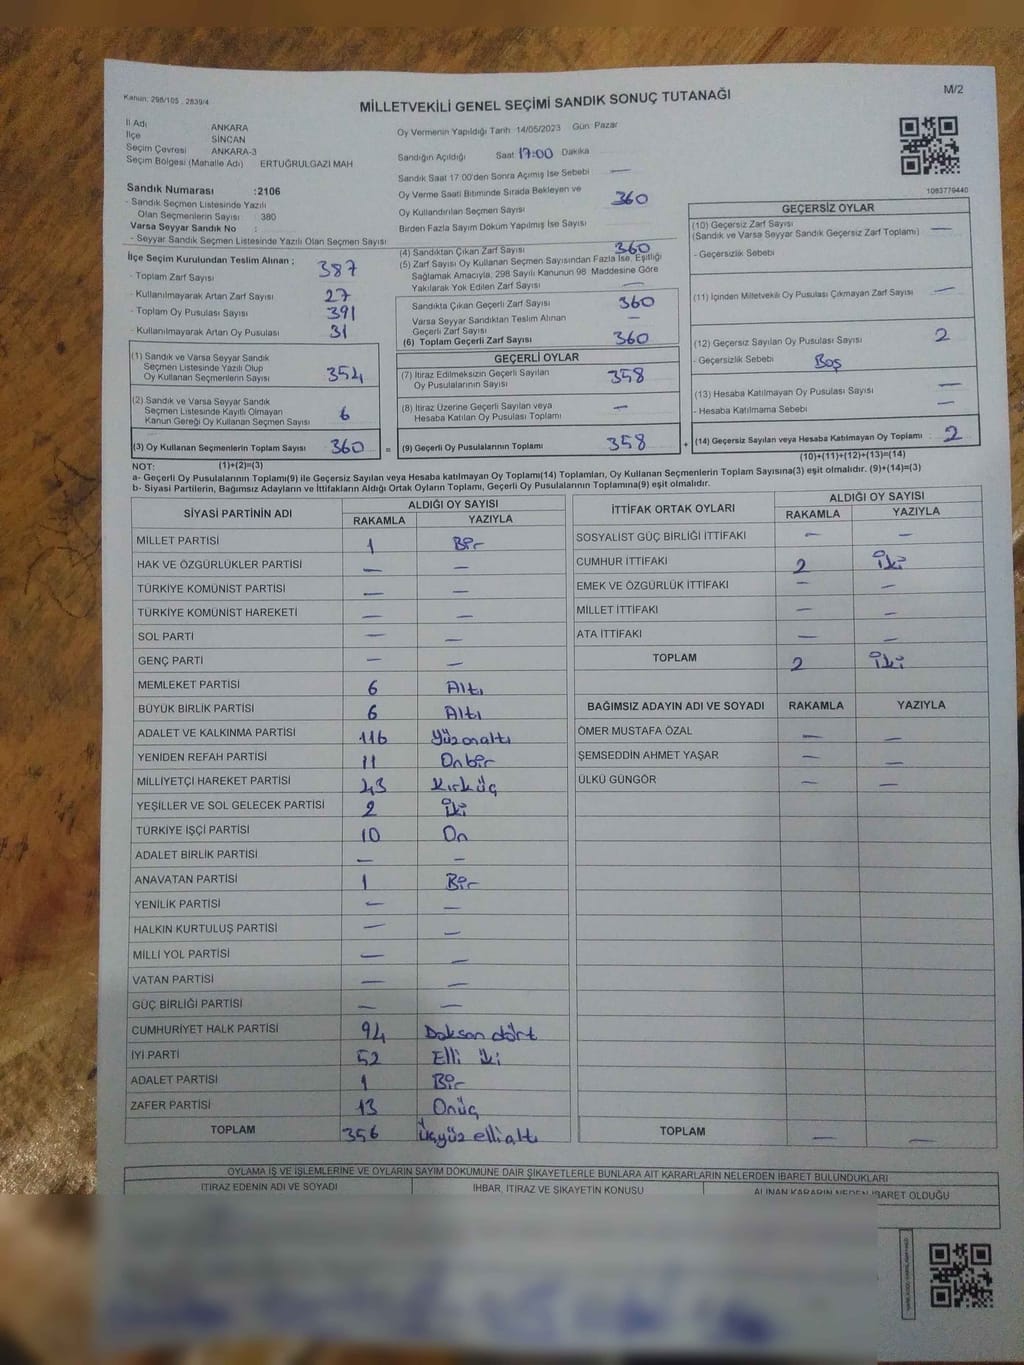 Kanun: 298/105 , 2839/4
MİLLETVEKİLİ GENEL SEÇİMİ SANDIK SONUÇ TUTANAĞI
M/2
İl Adı ANKARA
İlçe SİNCAN
Seçim Çevresi ANKARA-3
Seçim Bölgesi (Mahalle Adı) ERTUĞRULGAZİ MAH
Oy Vermenin Yapıldığı Tarih 14/05/2023 Gün Pazar
Sandığın Açıldığı Saat 17:00 Dakika
Sandık Saat 17:00'den Sonra Açımış İse Sebebi —
Sandık Numarası :2106
- Sandık Seçmen Listesinde Yazılı
Olan Seçmenlerin Sayısı : 380
Varsa Seyyar Sandık No :
- Seyyar Sandık Seçmen Listesinde Yazılı Olan Seçmen Sayısı
Oy Verme Saati Bitiminde Sırada Bekleyen ve
Oy Kullandırılan Seçmen Sayısı 360
Birden Fazla Sayım Döküm Yapılmış İse Sayısı
1083779440
İlçe Seçim Kurulundan Teslim Alınan ;
- Toplam Zarf Sayısı 387
- Kullanılmayarak Artan Zarf Sayısı 27
- Toplam Oy Pusulası Sayısı 391
- Kullanılmayarak Artan Oy Pusulası 31
(4) Sandıktan Çıkan Zarf Sayısı 360
(5) Zarf Sayısı Oy Kullanan Seçmen Sayısından Fazla İse, Eşitliği
Sağlamak Amacıyla, 298 Sayılı Kanunun 98. Maddesine Göre
Yakılarak Yok Edilen Zarf Sayısı —
Sandıkta Çıkan Geçerli Zarf Sayısı 360
Varsa Seyyar Sandıktan Teslim Alınan
Geçerli Zarf Sayısı —
(6) Toplam Geçerli Zarf Sayısı 360
GEÇERSİZ OYLAR
(10) Geçersiz Zarf Sayısı —
(Sandık ve Varsa Seyyar Sandık Geçersiz Zarf Toplamı)
- Geçersizlik Sebebi
(11) İçinden Milletvekili Oy Pusulası Çıkmayan Zarf Sayısı —
(12) Geçersiz Sayılan Oy Pusulası Sayısı 2
- Geçersizlik Sebebi Boş
(13) Hesaba Katılmayan Oy Pusulası Sayısı —
- Hesaba Katılmama Sebebi —
(14) Geçersiz Sayılan veya Hesaba Katılmayan Oy Toplamı : 2
(10)+(11)+(12)+(13)=(14)
(1) Sandık ve Varsa Seyyar Sandık
Seçmen Listesinde Yazılı Olup
Oy Kullanan Seçmenlerin Sayısı 354
(2) Sandık ve Varsa Seyyar Sandık
Seçmen Listesinde Kayıtlı Olmayan
Kanun Gereği Oy Kullanan Seçmen Sayısı 6
(3) Oy Kullanan Seçmenlerin Toplam Sayısı 360 =
(1)+(2)=(3)
GEÇERLİ OYLAR
(7) İtiraz Edilmeksizin Geçerli Sayılan
Oy Pusulalarının Sayısı 358
(8) İtiraz Üzerine Geçerli Sayılan veya
Hesaba Katılan Oy Pusulası Toplamı —
(9) Geçerli Oy Pusulalarının Toplamı 358 +
NOT:
a- Geçerli Oy Pusulalarının Toplamı(9) ile Geçersiz Sayılan veya Hesaba katılmayan Oy Toplamı(14) Toplamları, Oy Kullanan Seçmenlerin Toplam Sayısına(3) eşit olmalıdır. (9)+(14)=(3)
b- Siyasi Partilerin, Bağımsız Adayların ve İttifakların Aldığı Ortak Oyların Toplamı, Geçerli Oy Pusulalarının Toplamına(9) eşit olmalıdır.
SİYASİ PARTİNİN ADI ALDIĞI OY SAYISI
RAKAMLA YAZIYLA
MİLLET PARTİSİ 1 Bir
HAK VE ÖZGÜRLÜKLER PARTİSİ — —
TÜRKİYE KOMÜNİST PARTİSİ — —
TÜRKİYE KOMÜNİST HAREKETİ — —
SOL PARTİ — —
GENÇ PARTİ — —
MEMLEKET PARTİSİ 6 Altı
BÜYÜK BİRLİK PARTİSİ 6 Altı
ADALET VE KALKINMA PARTİSİ 116 Yüzonaltı
YENİDEN REFAH PARTİSİ 11 Onbir
MİLLİYETÇİ HAREKET PARTİSİ 43 Kırküç
YEŞİLLER VE SOL GELECEK PARTİSİ 2 İki
TÜRKİYE İŞÇİ PARTİSİ 10 On
ADALET BİRLİK PARTİSİ — —
ANAVATAN PARTİSİ 1 Bir
YENİLİK PARTİSİ — —
HALKIN KURTULUŞ PARTİSİ — —
MİLLİ YOL PARTİSİ — —
VATAN PARTİSİ — —
GÜÇ BİRLİĞİ PARTİSİ — —
CUMHURİYET HALK PARTİSİ 94 Doksan dört
İYİ PARTİ 52 Elli iki
ADALET PARTİSİ 1 Bir
ZAFER PARTİSİ 13 Onüç
TOPLAM 356 Üçyüz ellialtı
İTTİFAK ORTAK OYLARI ALDIĞI OY SAYISI
RAKAMLA YAZIYLA
SOSYALİST GÜÇ BİRLİĞİ İTTİFAKI — —
CUMHUR İTTİFAKI 2 İki
EMEK VE ÖZGÜRLÜK İTTİFAKI — —
MİLLET İTTİFAKI — —
ATA İTTİFAKI — —
TOPLAM 2 İki
BAĞIMSIZ ADAYIN ADI VE SOYADI RAKAMLA YAZIYLA
ÖMER MUSTAFA ÖZAL — —
ŞEMSEDDİN AHMET YAŞAR — —
ÜLKÜ GÜNGÖR — —
TOPLAM — —
OYLAMA İŞ VE İŞLEMLERİNE VE OYLARIN SAYIM DÖKÜMÜNE DAİR ŞİKAYETLERLE BUNLARA AİT KARARLARIN NELERDEN İBARET BULUNDUKLARI
İTİRAZ EDENİN ADI VE SOYADI İHBAR, İTİRAZ VE ŞİKAYETİN KONUSU ALINAN KARARIN NEDEN İBARET OLDUĞU